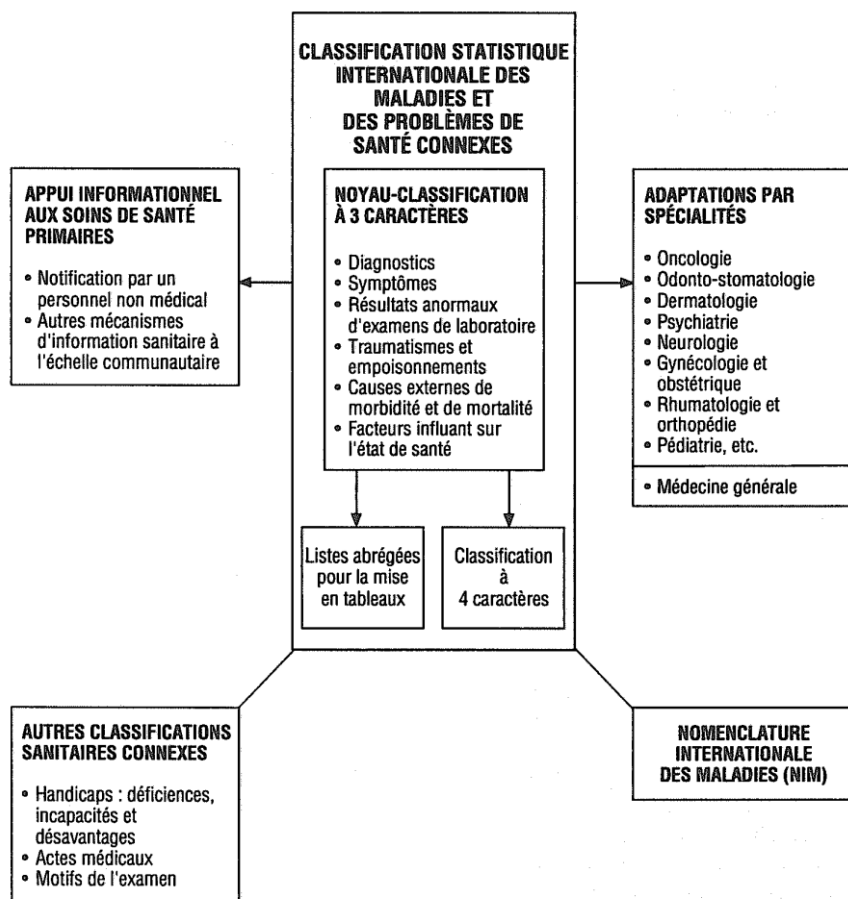 CLASSIFICATION STATISTIQUE
INTERNATIONALE DES
MALADIES ET
DES PROBLÈMES DE
SANTÉ CONNEXES
APPUI INFORMATIONNEL
AUX SOINS DE SANTÉ
PRIMAIRES
• Notification par un
personnel non médical
• Autres mécanismes
d'information sanitaire à
l'échelle communautaire
NOYAU-CLASSIFICATION
À 3 CARACTÈRES
• Diagnostics
• Symptômes
• Résultats anormaux
d'examens de laboratoire
• Traumatismes et
empoisonnements
• Causes externes de
morbidité et de mortalité
• Facteurs influant sur
l'état de santé
ADAPTATIONS PAR
SPÉCIALITÉS
• Oncologie
• Odonto-stomatologie
• Dermatologie
• Psychiatrie
• Neurologie
• Gynécologie et
obstétrique
• Rhumatologie et
orthopédie
• Pédiatrie, etc.
• Médecine générale
Listes abrégées
pour la mise
en tableaux
Classification
à
4 caractères
AUTRES CLASSIFICATIONS
SANITAIRES CONNEXES
• Handicaps : déficiences,
incapacités et
désavantages
• Actes médicaux
• Motifs de l'examen
NOMENCLATURE
INTERNATIONALE
DES MALADIES (NIM)